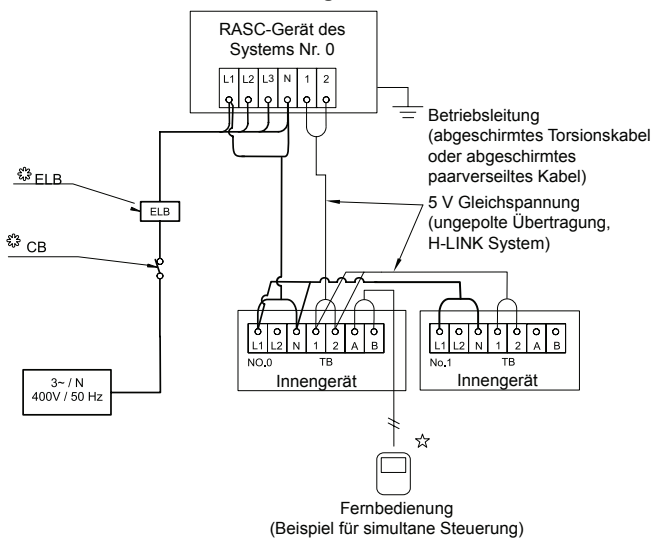 RASC-Gerät des
Systems Nr. 0
L1 L2 L3 N 1 2
Betriebsleitung
(abgeschirmtes Torsionskabel
oder abgeschirmtes
paarverseiltes Kabel)
5 V Gleichspannung
(ungepolte Übertragung,
H-LINK System)
ELB
ELB
CB
3~ / N
400V / 50 Hz
L1 L2 N 1 2 A B
NO.0 TB
Innengerät
L1 L2 N 1 2 A B
No.1 TB
Innengerät
Fernbedienung
(Beispiel für simultane Steuerung)